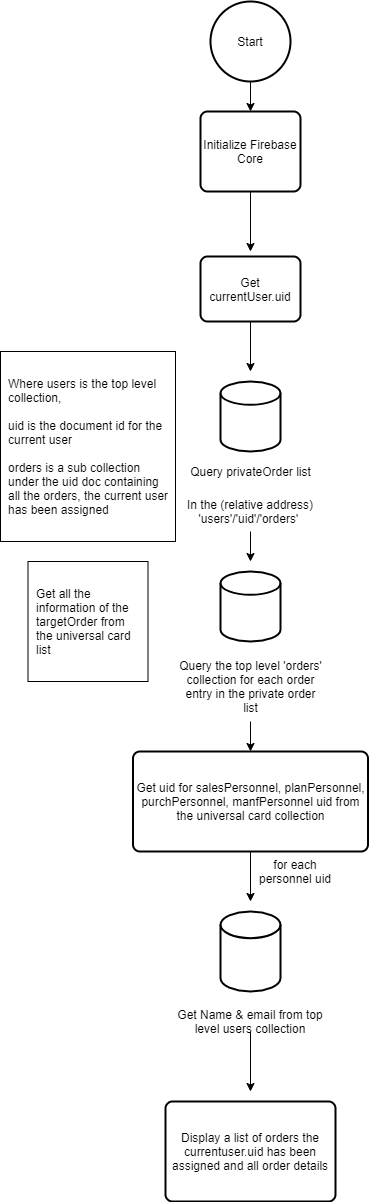 Start
Initialize Firebase
Core
Get
currentUser.uid
Where users is the top level
collection,
uid is the document id for the
current user
orders is a sub collection
under the uid doc containing
all the orders, the current user
has been assigned
Query privateOrder list
In the (relative address)
'users'/'uid'/'orders'
Get all the
information of the
targetOrder from
the universal card
list
Query the top level 'orders'
collection for each order
entry in the private order
list
Get uid for salesPersonnel, planPersonnel,
purchPersonnel, manfPersonnel uid from
the universal card collection
for each
personnel uid
Get Name & email from top
level users collection
Display a list of orders the
currentuser.uid has been
assigned and all order details